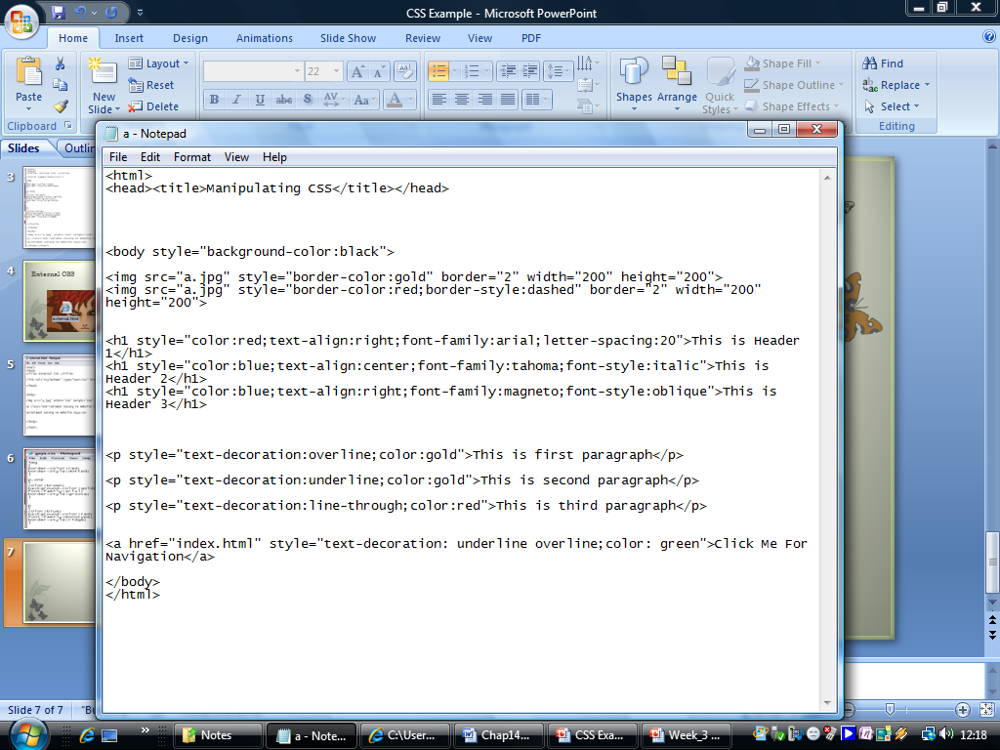 CSS Example - Microsoft PowerPoint
Home Insert Design Animations Slide Show Review View PDF
Paste
New Slide
Layout
Reset
Delete
22
B I U abc S AV Aa A
Shapes Arrange Quick Styles
Shape Fill
Shape Outline
Shape Effects
Find
Replace
Select
Clipboard
Editing
Slides Outlin
3
4
External CSS
5
6
7
a - Notepad
File Edit Format View Help
<html>
<head><title>Manipulating CSS</title></head>
<body style="background-color:black">
<img src="a.jpg" style="border-color:gold" border="2" width="200" height="200">
<img src="a.jpg" style="border-color:red;border-style:dashed" border="2" width="200"
height="200">
<h1 style="color:red;text-align:right;font-family:arial;letter-spacing:20">This is Header
1</h1>
<h1 style="color:blue;text-align:center;font-family:tahoma;font-style:italic">This is
Header 2</h1>
<h1 style="color:blue;text-align:right;font-family:magneto;font-style:oblique">This is
Header 3</h1>
<p style="text-decoration:overline;color:gold">This is first paragraph</p>
<p style="text-decoration:underline;color:gold">This is second paragraph</p>
<p style="text-decoration:line-through;color:red">This is third paragraph</p>
<a href="index.html" style="text-decoration: underline overline;color: green">Click Me For
Navigation</a>
</body>
</html>
Slide 7 of 7
Notes
a - Note...
C:\User...
Chap14...
CSS Exa...
Week_3 ...
12:18